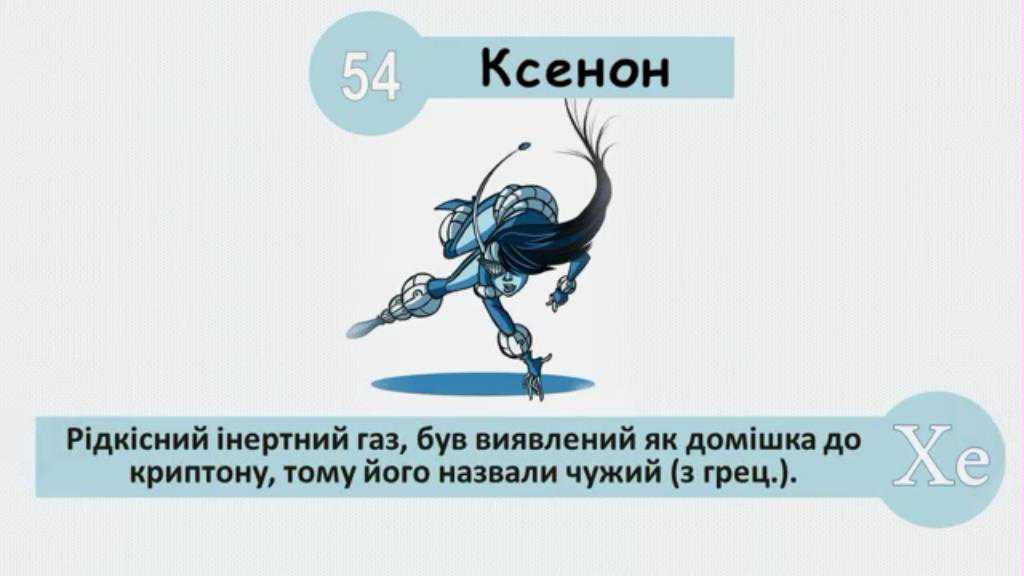 54
Ксенон
Рідкісний інертний газ, був виявлений як домішка до
криптону, тому його назвали чужий (з грец.).
Xe